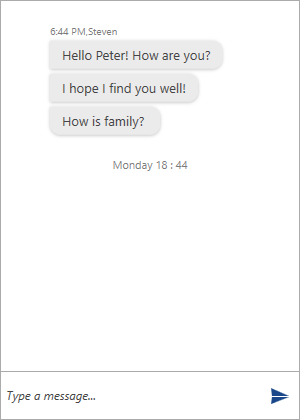 6:44 PM,Steven
Hello Peter! How are you?
I hope I find you well!
How is family?
Monday 18 : 44
Type a message...